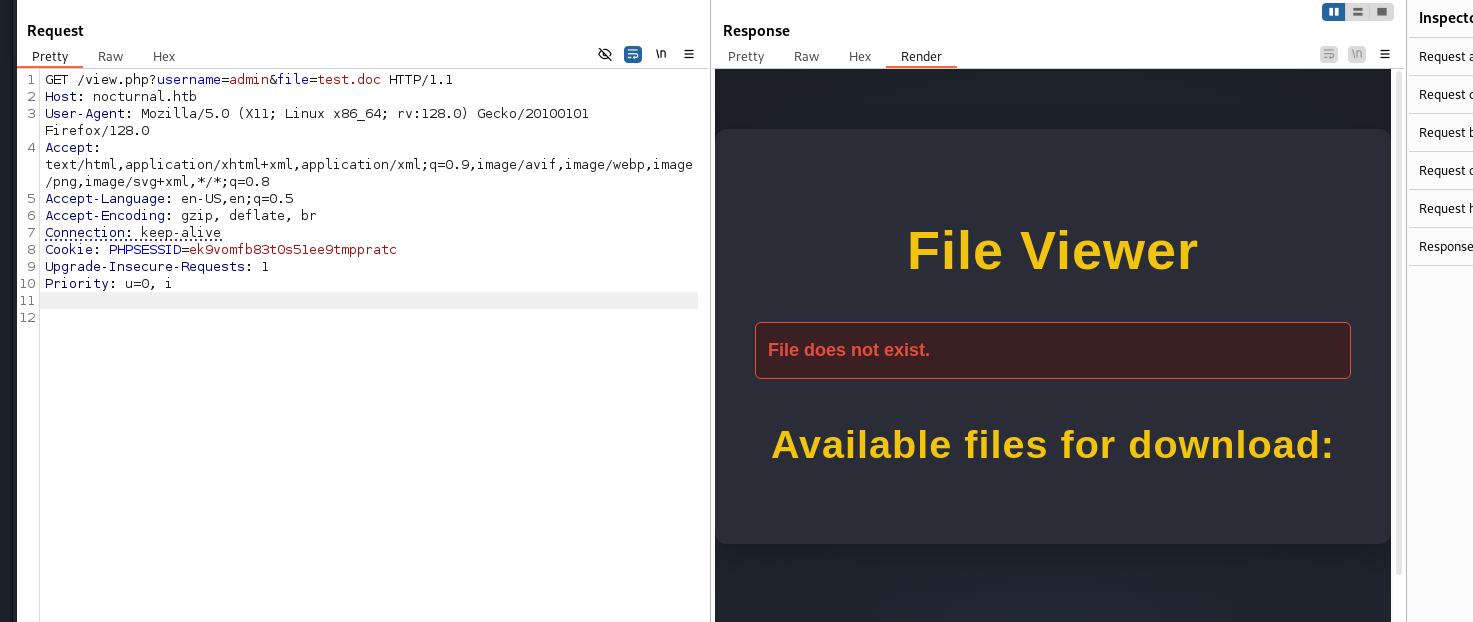 Request
Pretty Raw Hex
\n
1 GET /view.php?username=admin&file=test.doc HTTP/1.1
2 Host: nocturnal.htb
3 User-Agent: Mozilla/5.0 (X11; Linux x86_64; rv:128.0) Gecko/20100101
Firefox/128.0
4 Accept:
text/html,application/xhtml+xml,application/xml;q=0.9,image/avif,image/webp,image
/png,image/svg+xml,*/*;q=0.8
5 Accept-Language: en-US,en;q=0.5
6 Accept-Encoding: gzip, deflate, br
7 Connection: keep-alive
8 Cookie: PHPSESSID=ek9vomfb83t0s51ee9tmppratc
9 Upgrade-Insecure-Requests: 1
10 Priority: u=0, i
11
12
Response
Pretty Raw Hex Render
\n
File Viewer
File does not exist.
Available files for download:
Inspecto
Request a
Request q
Request b
Request c
Request h
Response